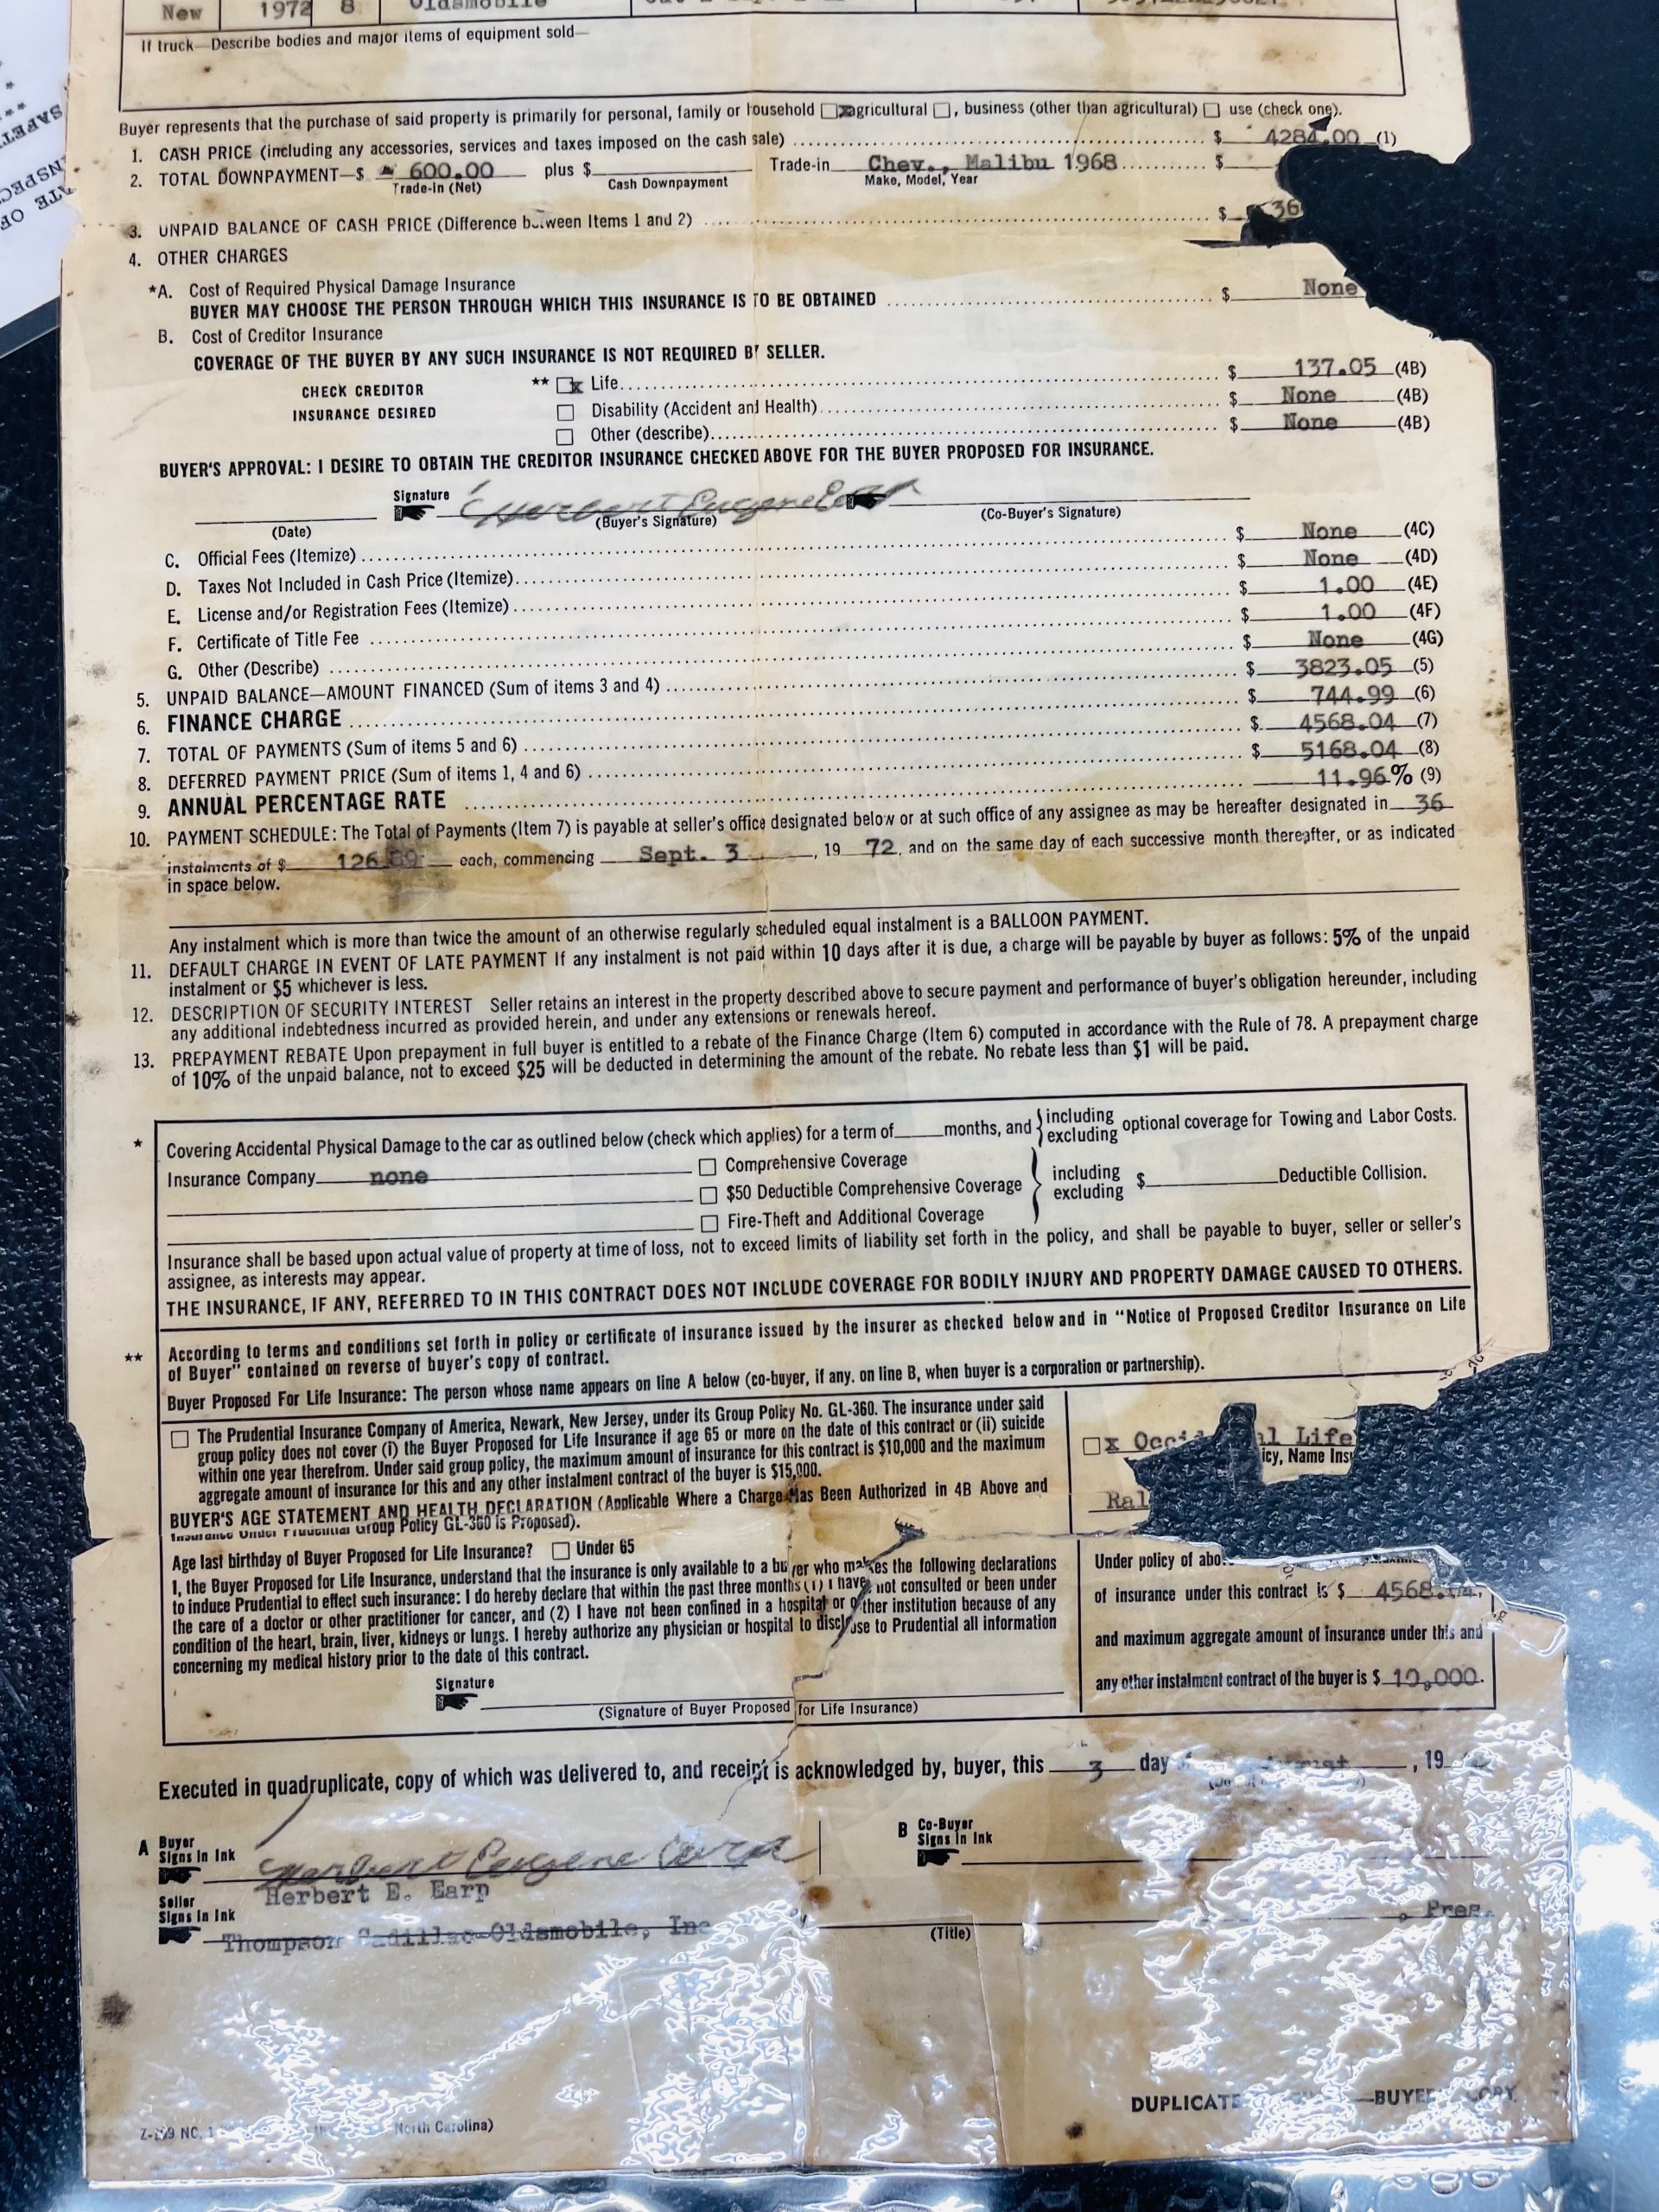 New 1972 8 Oldsmobile
If truck—Describe bodies and major items of equipment sold—
Buyer represents that the purchase of said property is primarily for personal, family or household ☒ agricultural ☐, business (other than agricultural) ☐ use (check one).
1. CASH PRICE (including any accessories, services and taxes imposed on the cash sale) $ 4284.00 (1)
2. TOTAL DOWNPAYMENT—$ 600.00 plus $ Trade-in Chev., Malibu 1968 $
Trade-in (Net) Cash Downpayment Make, Model, Year
3. UNPAID BALANCE OF CASH PRICE (Difference between Items 1 and 2) $ 36
4. OTHER CHARGES
*A. Cost of Required Physical Damage Insurance
BUYER MAY CHOOSE THE PERSON THROUGH WHICH THIS INSURANCE IS TO BE OBTAINED $ None
B. Cost of Creditor Insurance
COVERAGE OF THE BUYER BY ANY SUCH INSURANCE IS NOT REQUIRED BY SELLER.
CHECK CREDITOR ** ☒ Life $ 137.05 (4B)
INSURANCE DESIRED ☐ Disability (Accident and Health) $ None (4B)
☐ Other (describe) $ None (4B)
BUYER'S APPROVAL: I DESIRE TO OBTAIN THE CREDITOR INSURANCE CHECKED ABOVE FOR THE BUYER PROPOSED FOR INSURANCE.
Signature Herbert Eugene Earp
(Date) (Buyer's Signature) (Co-Buyer's Signature)
C. Official Fees (Itemize) $ None (4C)
D. Taxes Not Included in Cash Price (Itemize) $ None (4D)
E. License and/or Registration Fees (Itemize) $ 1.00 (4E)
F. Certificate of Title Fee $ 1.00 (4F)
G. Other (Describe) $ None (4G)
5. UNPAID BALANCE—AMOUNT FINANCED (Sum of items 3 and 4) $ 3823.05 (5)
6. FINANCE CHARGE $ 744.99 (6)
7. TOTAL OF PAYMENTS (Sum of items 5 and 6) $ 4568.04 (7)
8. DEFERRED PAYMENT PRICE (Sum of items 1, 4 and 6) $ 5168.04 (8)
9. ANNUAL PERCENTAGE RATE 11.96% (9)
10. PAYMENT SCHEDULE: The Total of Payments (Item 7) is payable at seller's office designated below or at such office of any assignee as may be hereafter designated in 36
instalments of $ 126.89 each, commencing Sept. 3, 19 72, and on the same day of each successive month thereafter, or as indicated
in space below.
Any instalment which is more than twice the amount of an otherwise regularly scheduled equal instalment is a BALLOON PAYMENT.
11. DEFAULT CHARGE IN EVENT OF LATE PAYMENT If any instalment is not paid within 10 days after it is due, a charge will be payable by buyer as follows: 5% of the unpaid
instalment or $5 whichever is less.
12. DESCRIPTION OF SECURITY INTEREST Seller retains an interest in the property described above to secure payment and performance of buyer's obligation hereunder, including
any additional indebtedness incurred as provided herein, and under any extensions or renewals hereof.
13. PREPAYMENT REBATE Upon prepayment in full buyer is entitled to a rebate of the Finance Charge (Item 6) computed in accordance with the Rule of 78. A prepayment charge
of 10% of the unpaid balance, not to exceed $25 will be deducted in determining the amount of the rebate. No rebate less than $1 will be paid.
* Covering Accidental Physical Damage to the car as outlined below (check which applies) for a term of months, and including excluding optional coverage for Towing and Labor Costs.
Insurance Company none ☐ Comprehensive Coverage
☐ $50 Deductible Comprehensive Coverage including excluding $ Deductible Collision.
☐ Fire-Theft and Additional Coverage
Insurance shall be based upon actual value of property at time of loss, not to exceed limits of liability set forth in the policy, and shall be payable to buyer, seller or seller's
assignee, as interests may appear.
THE INSURANCE, IF ANY, REFERRED TO IN THIS CONTRACT DOES NOT INCLUDE COVERAGE FOR BODILY INJURY AND PROPERTY DAMAGE CAUSED TO OTHERS.
** According to terms and conditions set forth in policy or certificate of insurance issued by the insurer as checked below and in "Notice of Proposed Creditor Insurance on Life
of Buyer" contained on reverse of buyer's copy of contract.
Buyer Proposed For Life Insurance: The person whose name appears on line A below (co-buyer, if any. on line B, when buyer is a corporation or partnership).
☐ The Prudential Insurance Company of America, Newark, New Jersey, under its Group Policy No. GL-360. The insurance under said
group policy does not cover (i) the Buyer Proposed for Life Insurance if age 65 or more on the date of this contract or (ii) suicide
within one year therefrom. Under said group policy, the maximum amount of insurance for this contract is $10,000 and the maximum
aggregate amount of insurance for this and any other instalment contract of the buyer is $15,000.
BUYER'S AGE STATEMENT AND HEALTH DECLARATION (Applicable Where a Charge Has Been Authorized in 4B Above and
Insurance Under Prudential Group Policy GL-360 is Proposed).
Age last birthday of Buyer Proposed for Life Insurance? ☐ Under 65
I, the Buyer Proposed for Life Insurance, understand that the insurance is only available to a buyer who makes the following declarations
to induce Prudential to effect such insurance: I do hereby declare that within the past three months (1) I have not consulted or been under
the care of a doctor or other practitioner for cancer, and (2) I have not been confined in a hospital or other institution because of any
condition of the heart, brain, liver, kidneys or lungs. I hereby authorize any physician or hospital to disclose to Prudential all information
concerning my medical history prior to the date of this contract.
Signature
(Signature of Buyer Proposed for Life Insurance)
☒ Occid al Life
icy, Name Ins
Ral
Under policy of abo
of insurance under this contract is $ 4568.04,
and maximum aggregate amount of insurance under this and
any other instalment contract of the buyer is $ 10,000.
Executed in quadruplicate, copy of which was delivered to, and receipt is acknowledged by, buyer, this 3 day , 19
A Buyer Signs In Ink Herbert Eugene Earp
B Co-Buyer Signs In Ink
Herbert E. Earp
Seller Signs In Ink Thompson Cadillac-Oldsmobile, Inc By , Pres.
(Title)
DUPLICATE —BUYER COPY
North Carolina)